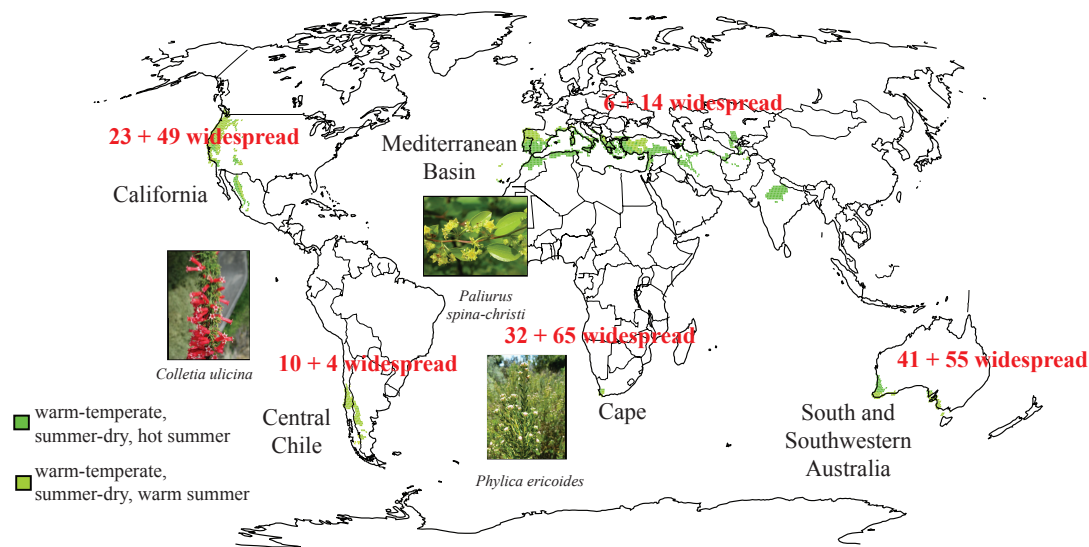 6 + 14 widespread
23 + 49 widespread
Mediterranean
Basin
California
Paliurus
spina-christi
32 + 65 widespread
10 + 4 widespread
41 + 55 widespread
Colletia ulicina
warm-temperate,
summer-dry, hot summer
Central
Chile
Cape
South and
Southwestern
Australia
warm-temperate,
summer-dry, warm summer
Phylica ericoides